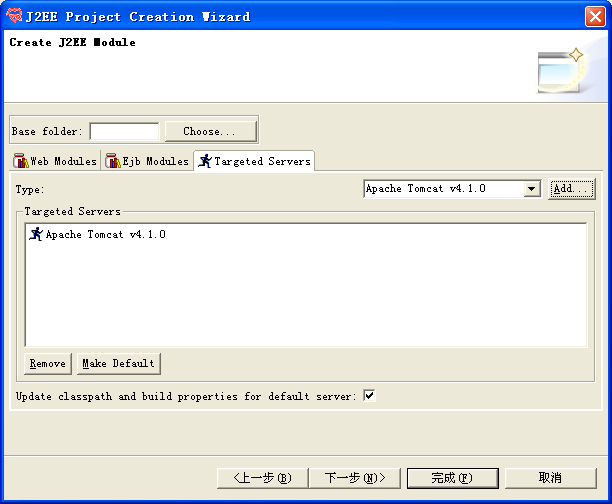 J2EE Project Creation Wizard
Create J2EE Module
Base folder: Choose...
Web Modules Ejb Modules Targeted Servers
Type: Apache Tomcat v4.1.0 Add...
Targeted Servers
Apache Tomcat v4.1.0
Remove Make Default
Update classpath and build properties for default server:
<上一步(B) 下一步(N)> 完成(F) 取消